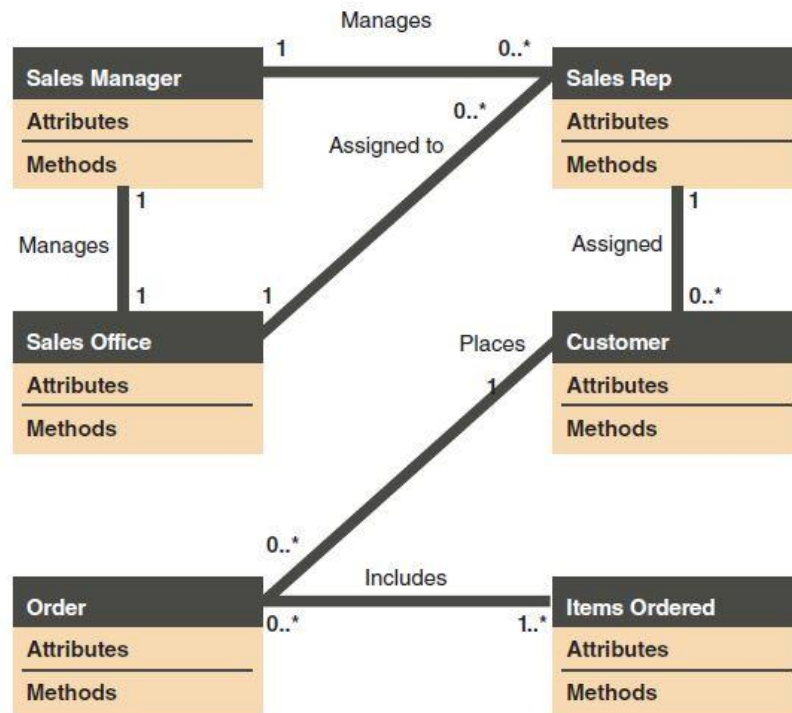 Manages
1 0..*
Sales Manager Sales Rep
Attributes Attributes
Methods Methods
0..*
Assigned to
1 1
Manages Assigned
1 1 0..*
Sales Office Customer
Attributes Attributes
Methods Methods
Places
1
0..*
Includes
Order Items Ordered
0..* 1..*
Attributes Attributes
Methods Methods